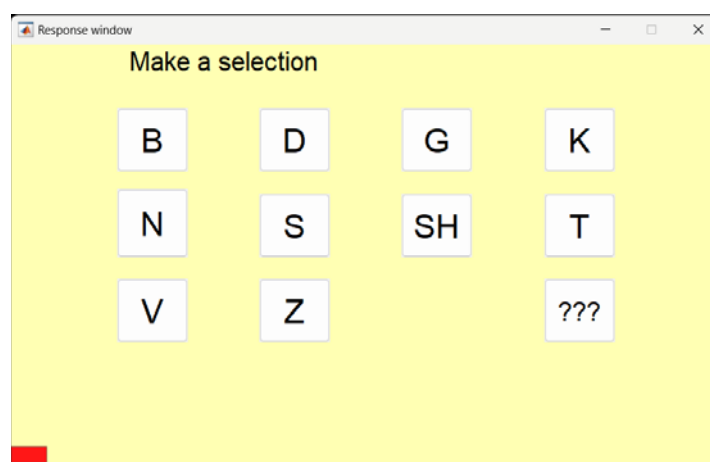 Response window
Make a selection
B D G K
N S SH T
V Z ???